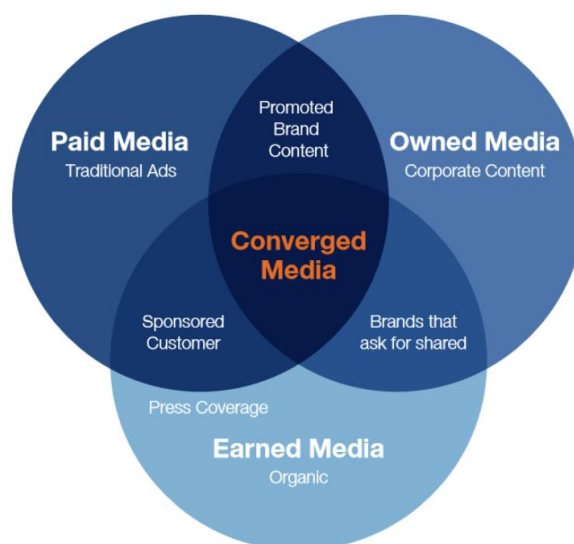 Promoted
Brand
Content
Paid Media
Traditional Ads
Owned Media
Corporate Content
Converged
Media
Sponsored
Customer
Brands that
ask for shared
Press Coverage
Earned Media
Organic